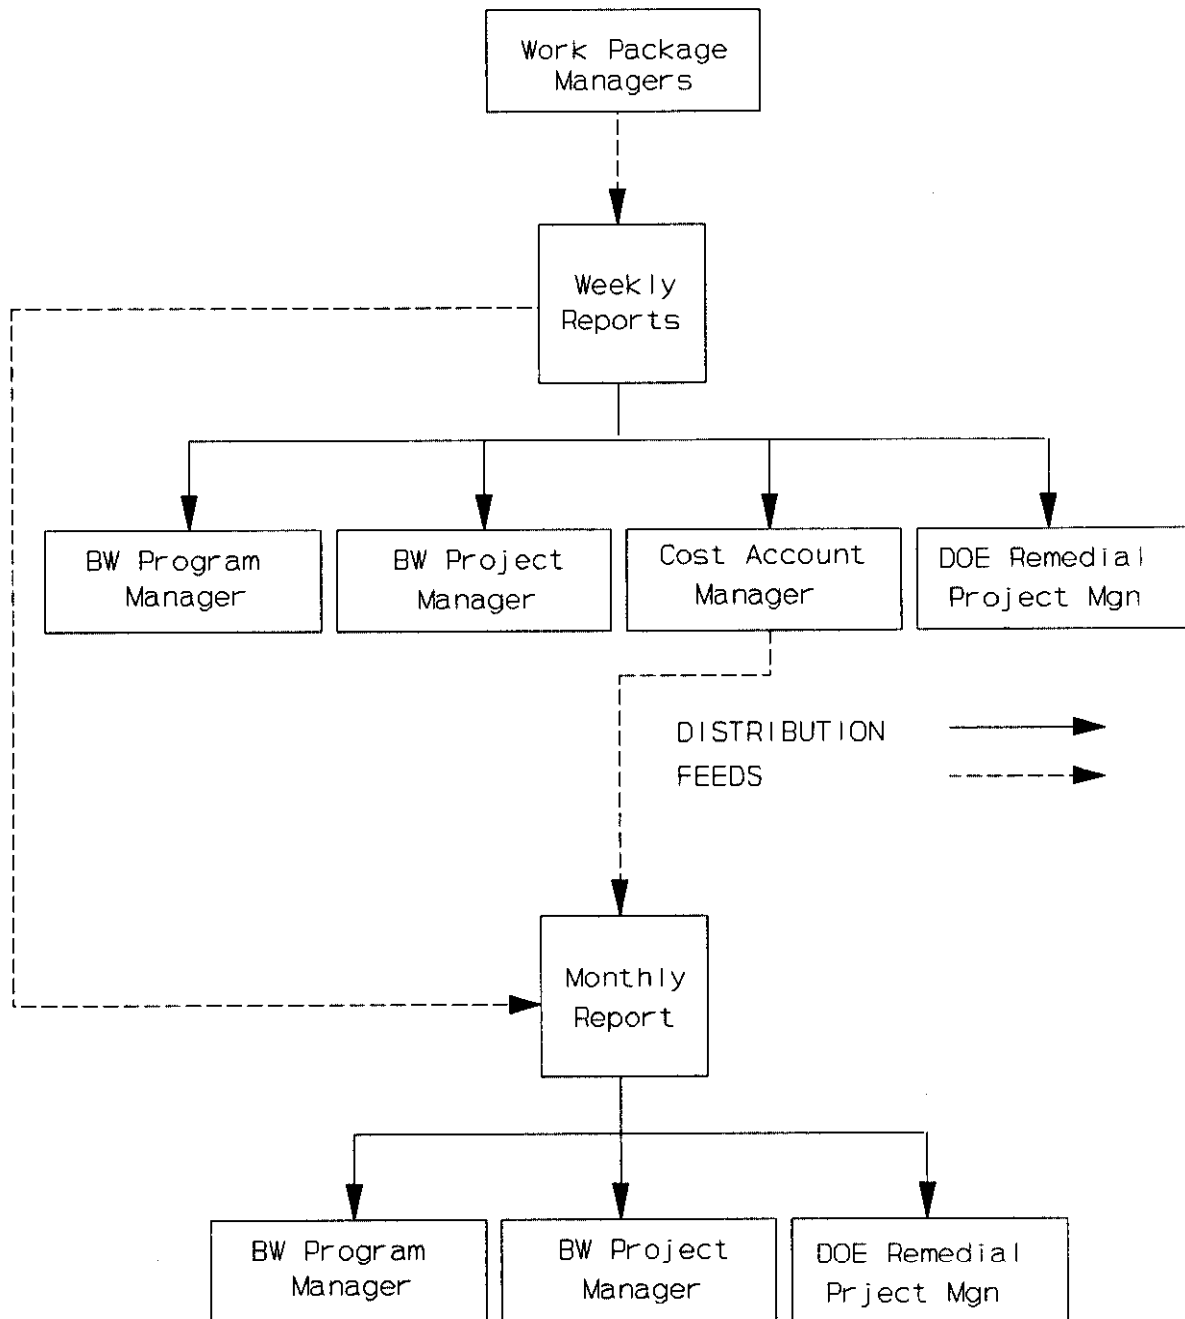 Work Package
Managers
Weekly
Reports
BW Program
Manager
BW Project
Manager
Cost Account
Manager
DOE Remedial
Project Mgn
DISTRIBUTION
FEEDS
Monthly
Report
BW Program
Manager
BW Project
Manager
DOE Remedial
Prject Mgn